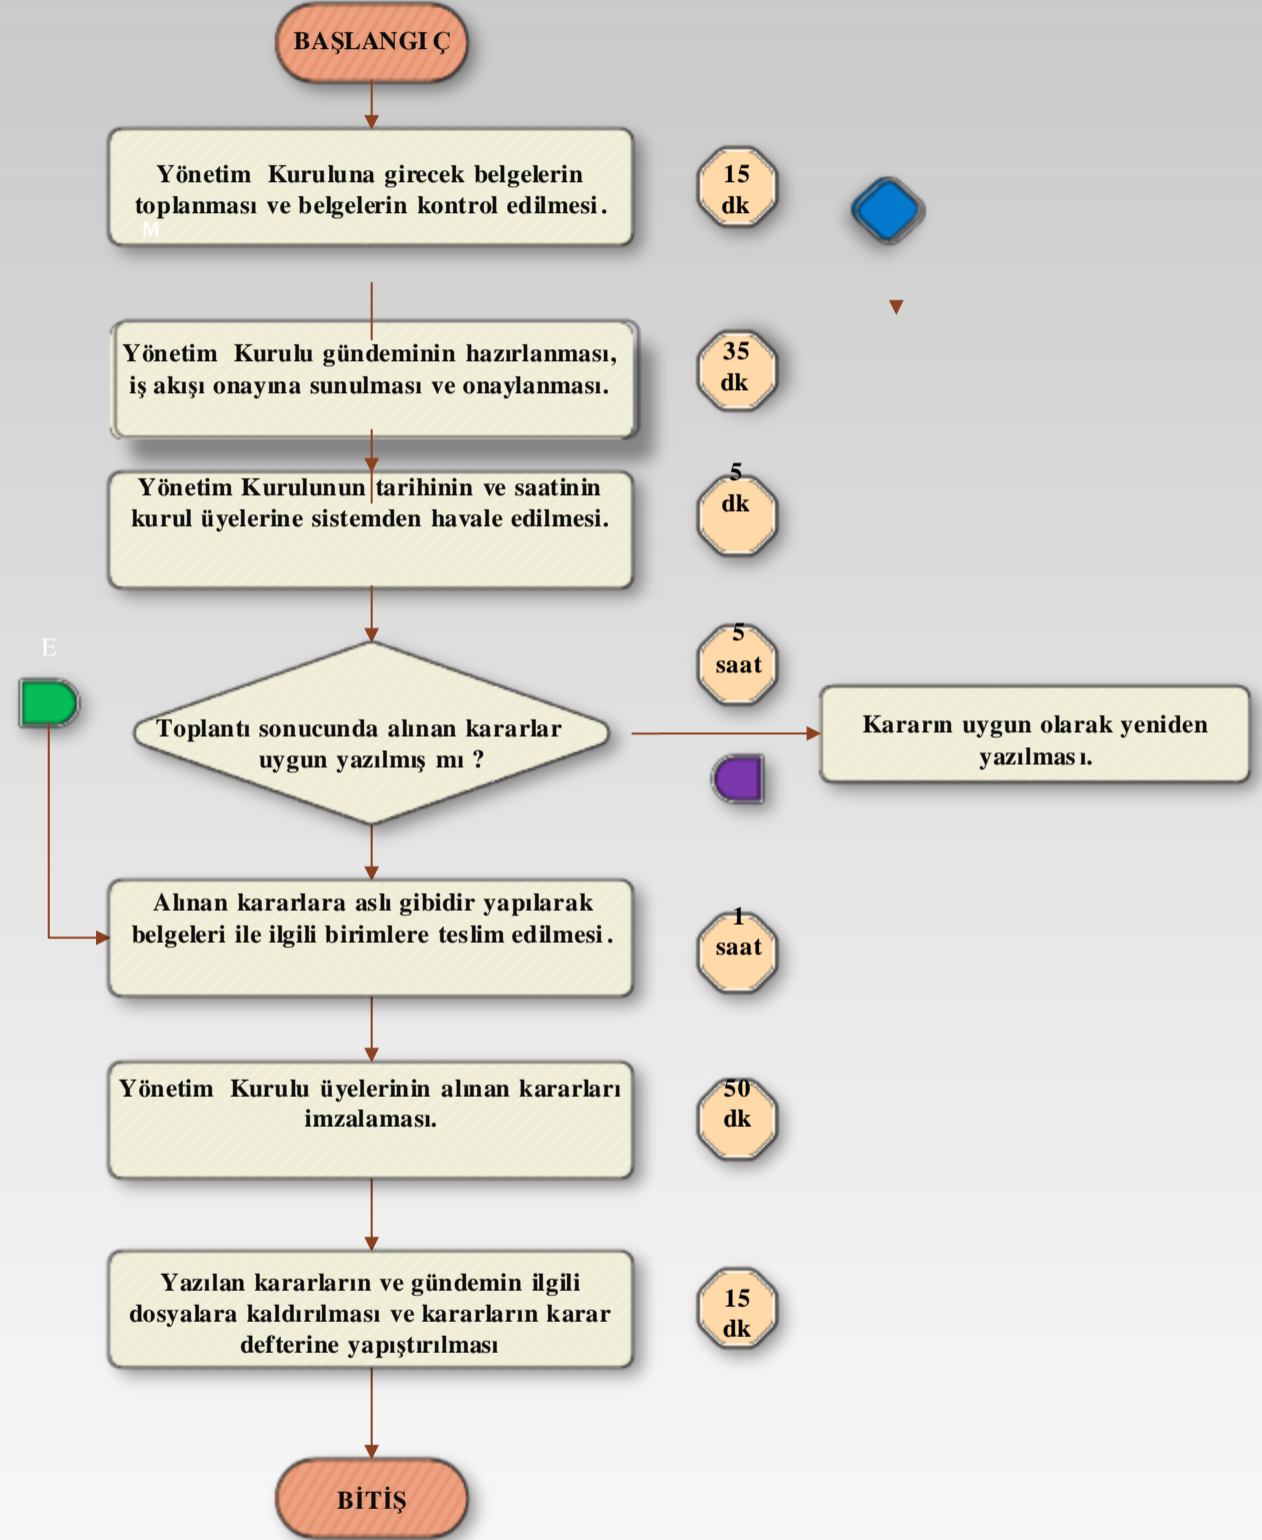 BAŞLANGIÇ
Yönetim Kuruluna girecek belgelerin
toplanması ve belgelerin kontrol edilmesi.
M
15
dk
Yönetim Kurulu gündeminin hazırlanması,
iş akışı onayına sunulması ve onaylanması.
35
dk
Yönetim Kurulunun tarihinin ve saatinin
kurul üyelerine sistemden havale edilmesi.
5
dk
E
Toplantı sonucunda alınan kararlar
uygun yazılmış mı ?
5
saat
Kararın uygun olarak yeniden
yazılması.
Alınan kararlara aslı gibidir yapılarak
belgeleri ile ilgili birimlere teslim edilmesi.
1
saat
Yönetim Kurulu üyelerinin alınan kararları
imzalaması.
50
dk
Yazılan kararların ve gündemin ilgili
dosyalara kaldırılması ve kararların karar
defterine yapıştırılması
15
dk
BİTİŞ